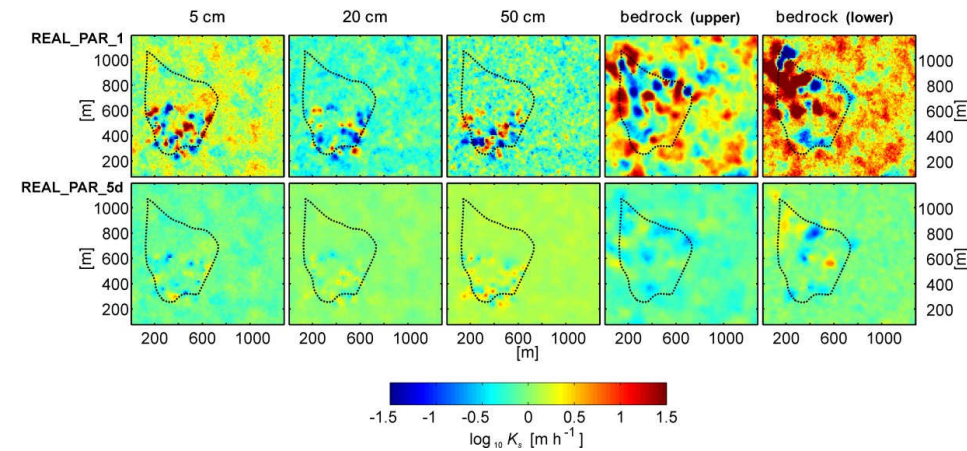 5 cm 20 cm 50 cm bedrock (upper) bedrock (lower)
REAL_PAR_1
1000 1000
800 800
[m] 600 600 [m]
400 400
200 200
REAL_PAR_5d
1000 1000
800 800
[m] 600 600 [m]
400 400
200 200
200 600 1000 200 600 1000 200 600 1000 200 600 1000 200 600 1000
[m]
-1.5 -1 -0.5 0 0.5 1 1.5
log₁₀ Kₛ [m h⁻¹]